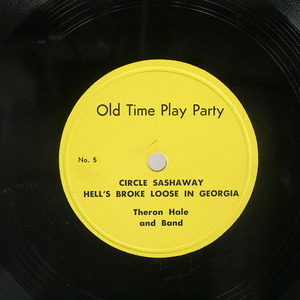 Old Time Play Party
No. 5
CIRCLE SASHAWAY
HELL'S BROKE LOOSE IN GEORGIA
Theron Hale
and Band